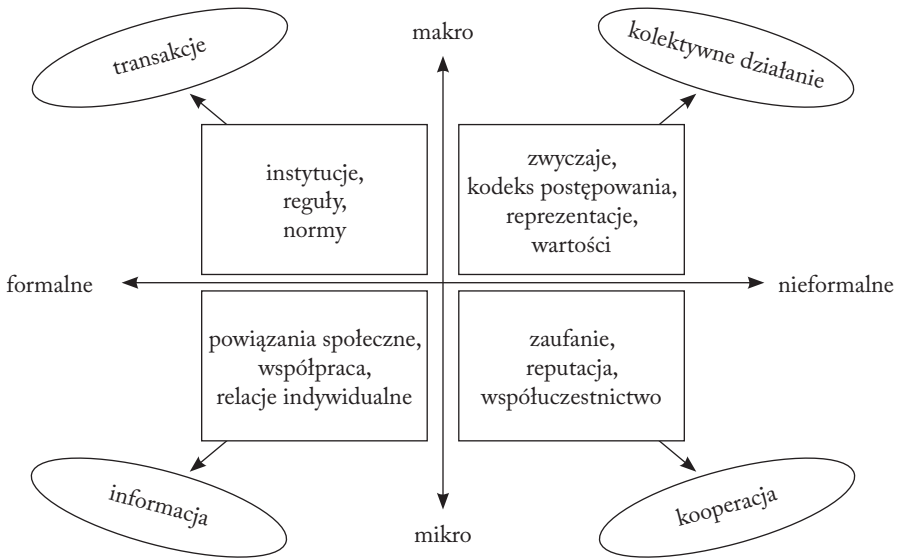 makro
transakcje
kolektywne działanie
instytucje,
reguły,
normy
zwyczaje,
kodeks postępowania,
reprezentacje,
wartości
formalne
nieformalne
powiązania społeczne,
współpraca,
relacje indywidualne
zaufanie,
reputacja,
współuczestnictwo
informacja
kooperacja
mikro